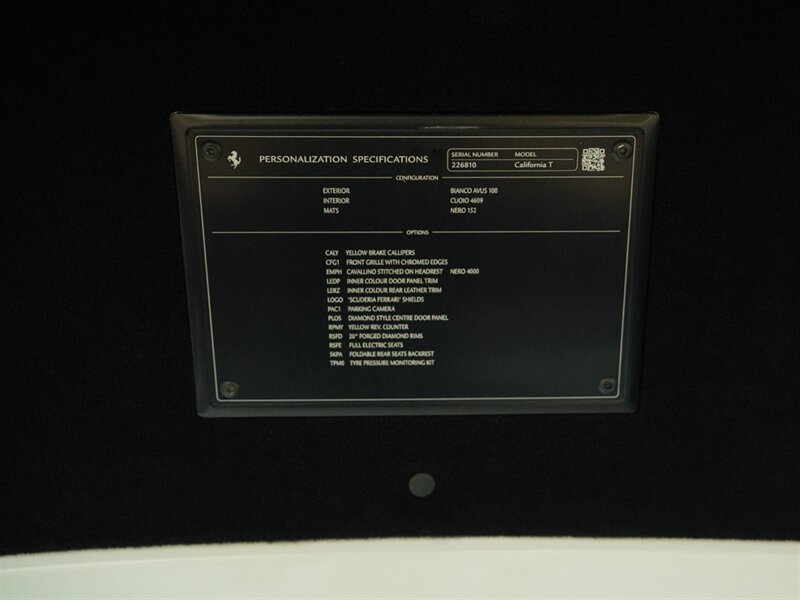 PERSONALIZATION SPECIFICATIONS
SERIAL NUMBER MODEL
226810 California T
CONFIGURATION
EXTERIOR BIANCO AVUS 100
INTERIOR CUOIO 4609
MATS NERO 152
OPTIONS
CALY YELLOW BRAKE CALLIPERS
CFG1 FRONT GRILLE WITH CHROMED EDGES
EMPH CAVALLINO STITCHED ON HEADREST NERO 4000
LEDP INNER COLOUR DOOR PANEL TRIM
LERZ INNER COLOUR REAR LEATHER TRIM
LOGO 'SCUDERIA FERRARI' SHIELDS
PAC1 PARKING CAMERA
PLOS DIAMOND STYLE CENTRE DOOR PANEL
RPMY YELLOW REV. COUNTER
RSFD 20" FORGED DIAMOND RIMS
RSFE FULL ELECTRIC SEATS
SKPA FOLDABLE REAR SEATS BACKREST
TPM0 TYRE PRESSURE MONITORING KIT